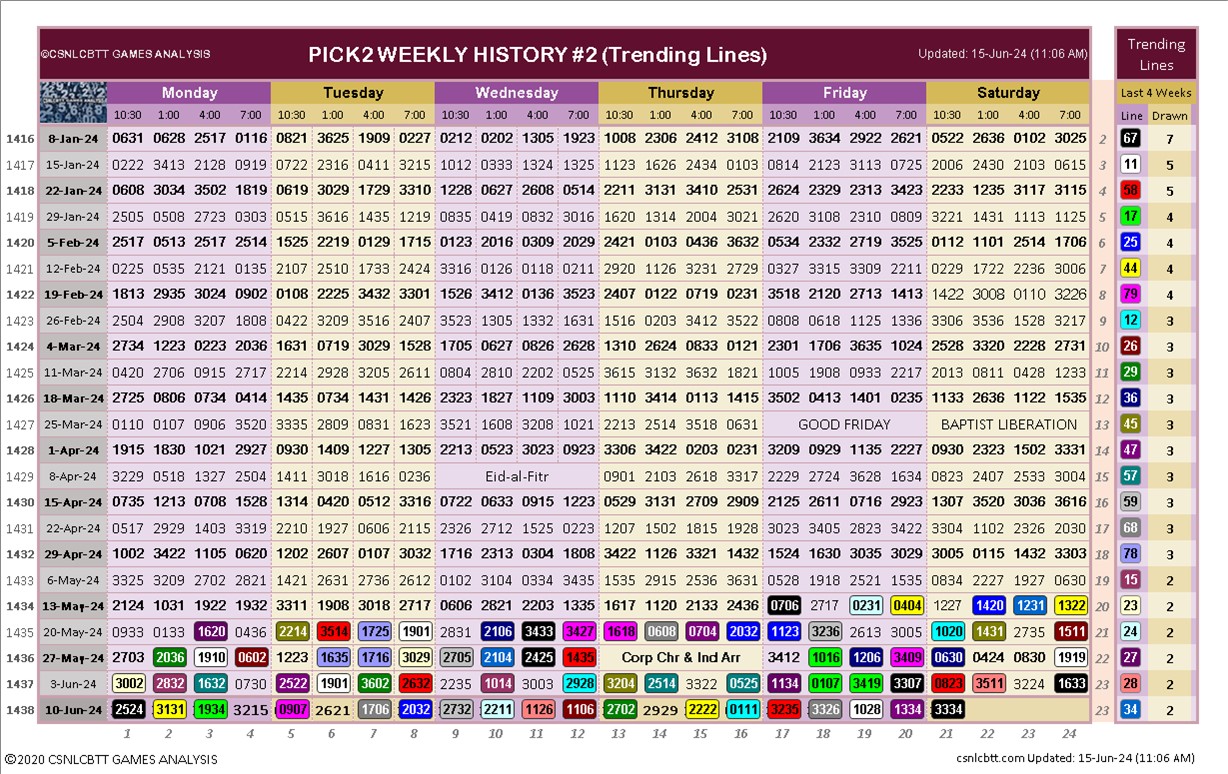 ©CSNLCBTT GAMES ANALYSIS PICK2 WEEKLY HISTORY #2 (Trending Lines) Updated: 15-Jun-24 (11:06 AM) Trending Lines
Monday Tuesday Wednesday Thursday Friday Saturday Last 4 Weeks
10:30 1:00 4:00 7:00 10:30 1:00 4:00 7:00 10:30 1:00 4:00 7:00 10:30 1:00 4:00 7:00 10:30 1:00 4:00 7:00 10:30 1:00 4:00 7:00 Line Drawn
1416 8-Jan-24 0631 0628 2517 0116 0821 3625 1909 0227 0212 0202 1305 1923 1008 2306 2412 3108 2109 3634 2922 2621 0522 2636 0102 3025 2 67 7
1417 15-Jan-24 0222 3413 2128 0919 0722 2316 0411 3215 1012 0333 1324 1325 1123 1626 2434 0103 0814 2123 3113 0725 2006 2430 2103 0615 3 11 5
1418 22-Jan-24 0608 3034 3502 1819 0619 3029 1729 3310 1228 0627 2608 0514 2211 3131 3410 2531 2624 2329 2313 3423 2233 1235 3117 3115 4 58 5
1419 29-Jan-24 2505 0508 2723 0303 0515 3616 1435 1219 0835 0419 0832 3016 1620 1314 2004 3021 2620 3108 2310 0809 3221 1431 1113 1125 5 17 4
1420 5-Feb-24 2517 0513 2517 2514 1525 2219 0129 1715 0123 2016 0309 2029 2421 0103 0436 3632 0534 2332 2719 3525 0112 1101 2514 1706 6 25 4
1421 12-Feb-24 0225 0535 2121 0135 2107 2510 1733 2424 3316 0126 0118 0211 2920 1126 3231 2729 0327 3315 3309 2211 0229 1722 2236 3006 7 44 4
1422 19-Feb-24 1813 2935 3024 0902 0108 2225 3432 3307 1526 3412 0136 3523 2407 0122 0719 0231 3518 2120 2713 1413 1422 3008 0110 3226 8 79 4
1423 26-Feb-24 2504 2908 3207 1808 0422 3209 3516 2407 3523 1305 1332 1631 1516 0203 3412 3522 0808 0618 1125 1336 3306 3536 1528 3217 9 12 3
1424 4-Mar-24 2734 1223 0223 2036 1631 0719 3029 1528 1705 0627 0826 2628 1310 2624 0833 0121 2301 1706 3635 1024 2528 3320 2228 2731 10 26 3
1425 11-Mar-24 0420 2706 0915 2717 2214 2928 3205 2611 0804 2810 2202 0525 3615 3132 3632 1821 1005 1908 0933 2217 2013 0811 0428 1233 11 29 3
1426 18-Mar-24 2725 0806 0734 0414 1435 0734 1431 1426 2323 1827 1109 3003 1110 3414 0113 1415 3502 0413 1401 0235 1133 2636 1122 1535 12 36 3
1427 25-Mar-24 0110 0107 0906 3520 3335 2809 0831 1623 3521 1608 3208 1021 2213 2514 3518 0631 GOOD FRIDAY BAPTIST LIBERATION 13 45 3
1428 1-Apr-24 1915 1830 1021 2927 0930 1409 1227 1305 2213 0523 3023 0923 3306 3422 0203 0231 3209 0929 1135 2227 0930 2323 1502 3331 14 47 3
1429 8-Apr-24 3229 0518 1327 2504 1411 3018 1616 0235 Eid-al-Fitr 0901 2103 2618 3317 2229 2724 3628 1634 0823 2407 2533 3004 15 57 3
1430 15-Apr-24 0735 1213 0708 1528 1314 0420 0512 3316 0722 0633 0915 1223 0529 3131 2709 2909 2125 2611 0716 2923 1307 3520 3036 3616 16 59 3
1431 22-Apr-24 0517 2929 1403 3319 2210 1927 0606 2115 2326 2712 1525 0223 1207 1502 1815 1928 3023 3405 2823 3422 3304 1102 2326 2030 17 68 3
1432 29-Apr-24 1002 3422 1105 0620 1202 2607 0107 3032 1716 2313 0304 1808 3422 1126 3321 1432 1524 1630 3035 3029 3005 0115 1432 3303 18 78 3
1433 6-May-24 3325 3209 2702 2821 1421 2631 2736 2612 0102 3104 0334 3435 1535 2915 2536 3631 0528 1918 2521 1535 0834 2227 1927 0630 19 15 2
1434 13-May-24 2124 1031 1922 1932 3311 1908 3018 2717 0606 2821 2203 1335 1617 1120 2133 2436 0706 2717 0231 0404 1227 1420 1231 1322 20 23 2
1435 20-May-24 0933 0133 1620 0436 2214 3514 1725 1901 2831 2106 3433 3427 1618 0608 0704 2032 1123 3236 2613 3005 1020 1431 2735 1511 21 24 2
1436 27-May-24 2703 2036 1910 0602 1223 1635 1716 3029 2705 2104 2425 1435 Corp Chr & Ind Arr 3412 1016 1206 3409 0630 0424 0830 1919 22 27 2
1437 3-Jun-24 3002 2832 1632 0730 2522 1901 3602 2632 2235 1014 3003 2928 3204 2514 3322 0525 1134 0107 3419 3307 0823 3511 3224 1633 23 28 2
1438 10-Jun-24 2524 3131 1934 3215 0907 2621 1706 2032 2732 2211 1126 1106 2702 2929 2222 0111 3235 3326 1028 1334 3334 23 34 2
1 2 3 4 5 6 7 8 9 10 11 12 13 14 15 16 17 18 19 20 21 22 23 24
©2020 CSNLCBTT GAMES ANALYSIS csnlcbtt.com Updated: 15-Jun-24 (11:06 AM)